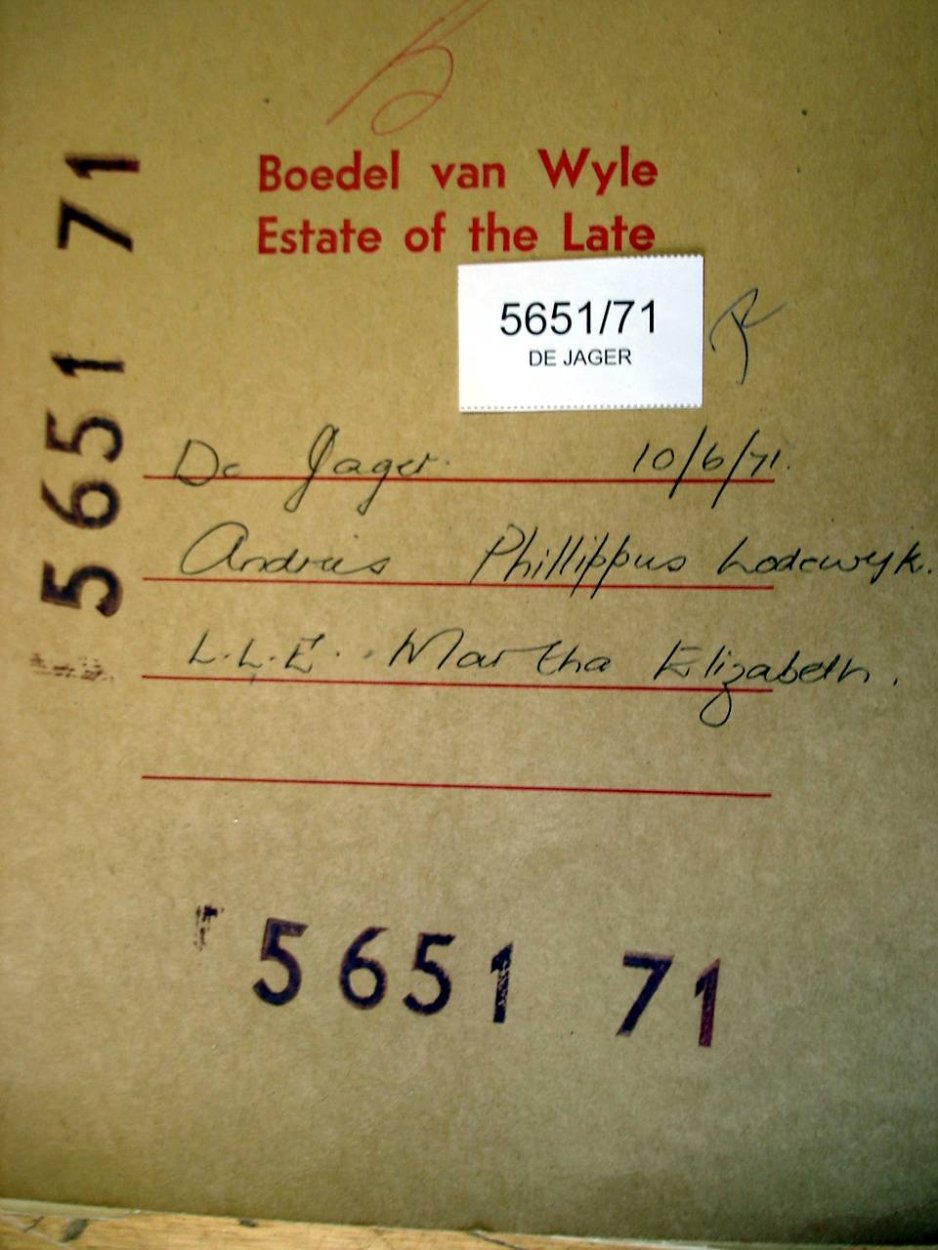 Boedel van Wyle
Estate of the Late
5651/71
DE JAGER
De Jager. 10/6/71.
Andries Phillippus Lodewyk.
L.L.E. Martha Elizabeth.
5651 71
5651 71